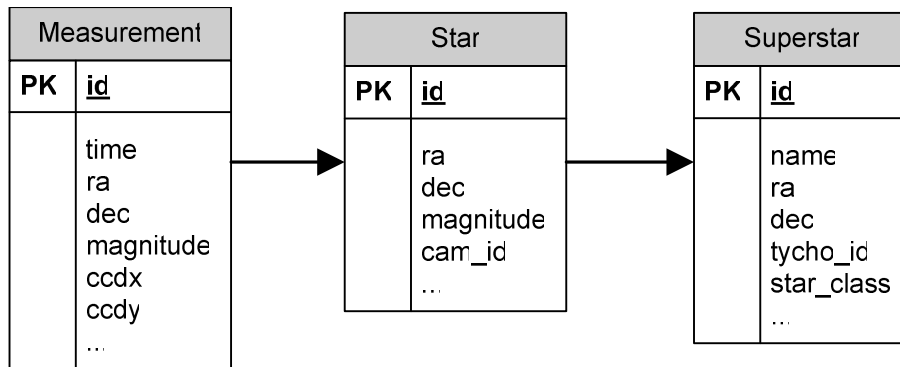 Measurement
PK id
time
ra
dec
magnitude
ccdx
ccdy
...
Star
PK id
ra
dec
magnitude
cam_id
...
Superstar
PK id
name
ra
dec
tycho_id
star_class
...